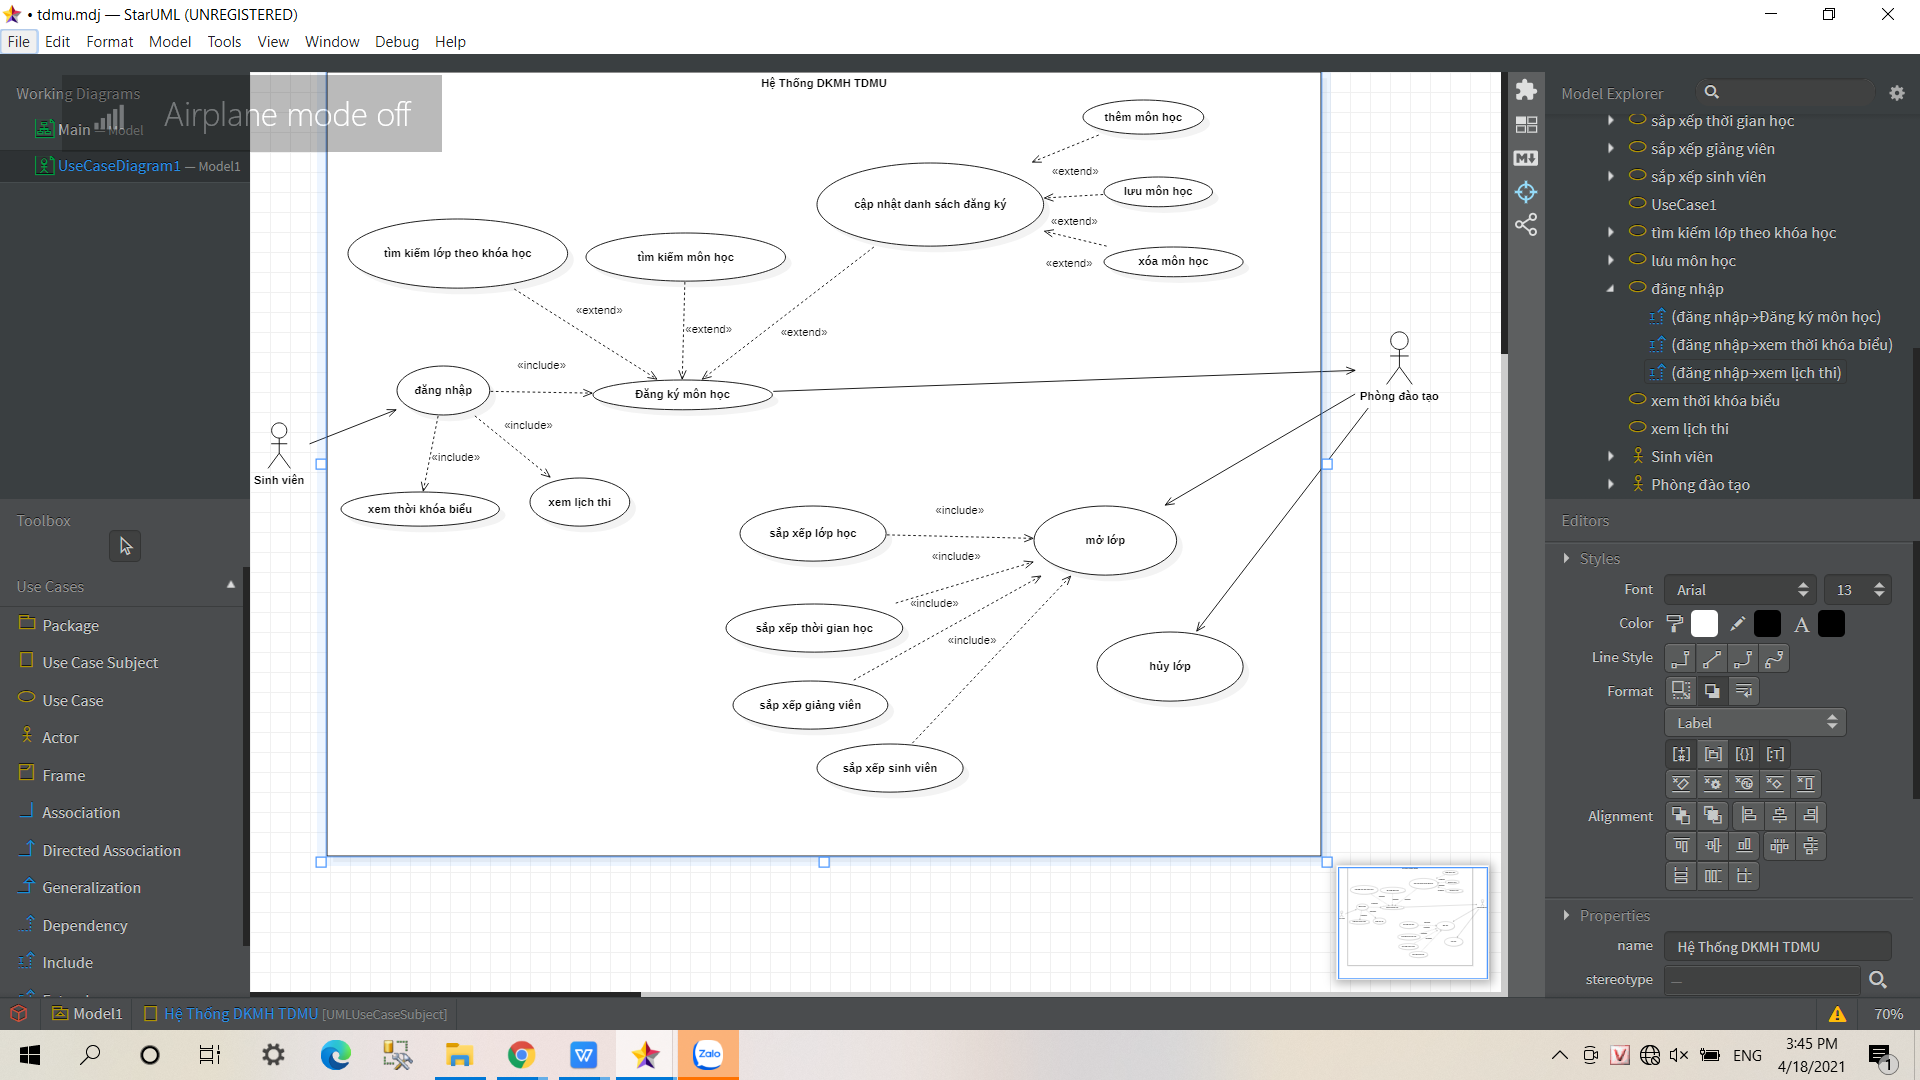 • tdmu.mdj — StarUML (UNREGISTERED)
File Edit Format Model Tools View Window Debug Help
Working Diagrams
Main — Model
UseCaseDiagram1 — Model1
Airplane mode off
Toolbox
Use Cases
Package
Use Case Subject
Use Case
Actor
Frame
Association
Directed Association
Generalization
Dependency
Include
Hệ Thống DKMH TDMU
thêm môn học
«extend»
lưu môn học
cập nhật danh sách đăng ký
«extend»
xóa môn học
«extend»
tìm kiếm lớp theo khóa học
tìm kiếm môn học
«extend»
«extend»
«extend»
«include»
đăng nhập
Đăng ký môn học
Phòng đào tạo
«include»
«include»
Sinh viên
xem thời khóa biểu
xem lịch thi
«include»
sắp xếp lớp học
mở lớp
«include»
«include»
sắp xếp thời gian học
«include»
hủy lớp
sắp xếp giảng viên
sắp xếp sinh viên
Model Explorer
sắp xếp thời gian học
sắp xếp giảng viên
sắp xếp sinh viên
UseCase1
tìm kiếm lớp theo khóa học
lưu môn học
đăng nhập
(đăng nhập→Đăng ký môn học)
(đăng nhập→xem thời khóa biểu)
(đăng nhập→xem lịch thi)
xem thời khóa biểu
xem lịch thi
Sinh viên
Phòng đào tạo
Editors
Styles
Font Arial 13
Color A
Line Style
Format
Label
Alignment
Properties
name Hệ Thống DKMH TDMU
stereotype —
Model1 Hệ Thống DKMH TDMU [UMLUseCaseSubject]
70%
Zalo
ENG
3:45 PM
4/18/2021
1